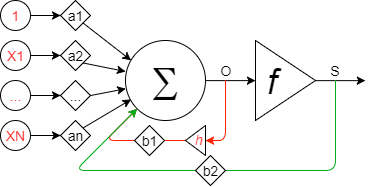 1 a1
X1 a2
... ...
XN an
Σ
O
f
S
b1 h
b2